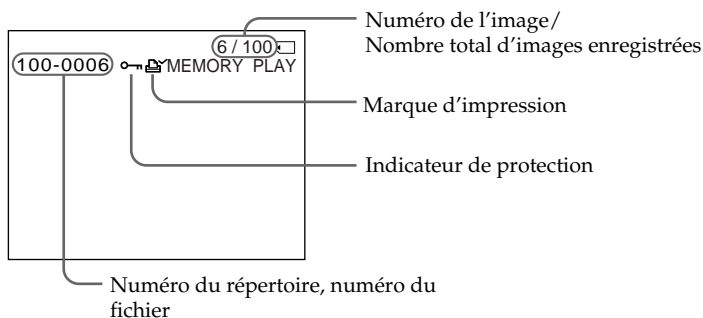 Numéro de l'image/
Nombre total d'images enregistrées
6 / 100
100-0006 MEMORY PLAY
Marque d'impression
Indicateur de protection
Numéro du répertoire, numéro du
fichier